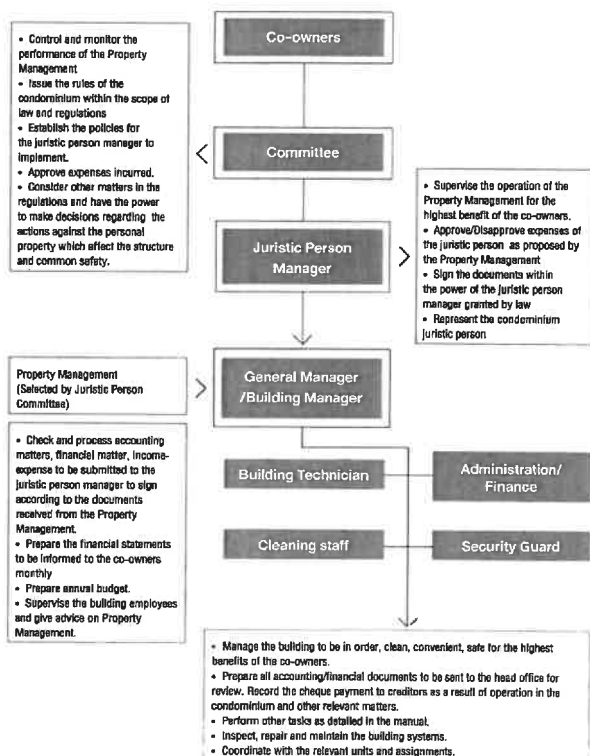 Co-owners
• Control and monitor the
performance of the Property
Management
• Issue the rules of the
condominium within the scope of
law and regulations
• Establish the policies for
the juristic person manager to
implement.
• Approve expenses incurred.
• Consider other matters in the
regulations and have the power
to make decisions regarding the
actions against the personal
property which affect the structure
and common safety.
Committee
Juristic Person
Manager
• Supervise the operation of the
Property Management for the
highest benefit of the co-owners.
• Approve/Disapprove expenses of
the juristic person as proposed by
the Property Management
• Sign the documents within
the power of the juristic person
manager granted by law
• Represent the condominium
juristic person
Property Management
(Selected by Juristic Person
Committee)
General Manager
/Building Manager
• Check and process accounting
matters, financial matter, income-
expense to be submitted to the
juristic person manager to sign
according to the documents
received from the Property
Management.
• Prepare the financial statements
to be informed to the co-owners
monthly
• Prepare annual budget.
• Supervise the building employees
and give advice on Property
Management.
Building Technician
Administration/
Finance
Cleaning staff
Security Guard
• Manage the building to be in order, clean, convenient, safe for the highest
benefits of the co-owners.
• Prepare all accounting/financial documents to be sent to the head office for
review. Record the cheque payment to creditors as a result of operation in the
condominium and other relevant matters.
• Perform other tasks as detailed in the manual.
• Inspect, repair and maintain the building systems.
• Coordinate with the relevant units and assignments.